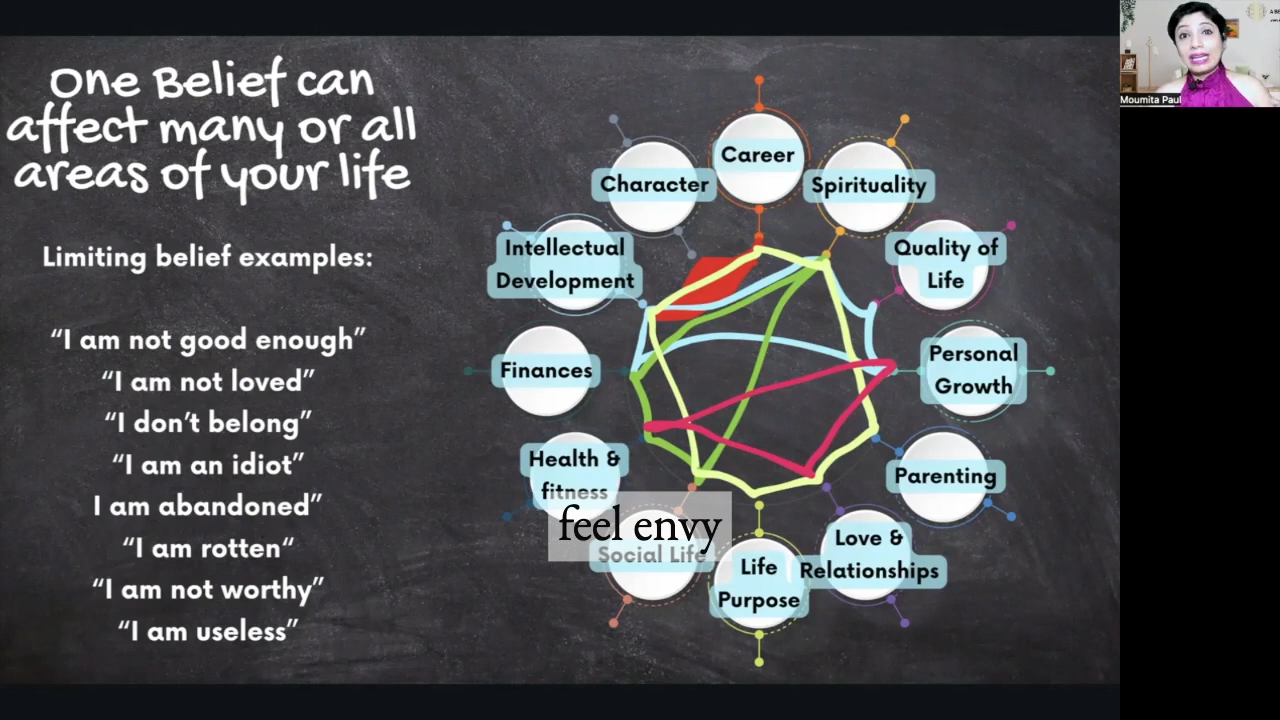 One Belief can
affect many or all
areas of your life
Limiting belief examples:
“I am not good enough”
“I am not loved”
“I don’t belong”
“I am an idiot”
I am abandoned”
“I am rotten“
“I am not worthy”
“I am useless”
Career
Character
Spirituality
Intellectual
Development
Quality of
Life
Finances
Personal
Growth
Health &
fitness
Parenting
feel envy
Social Life
Love &
Relationships
Life
Purpose
Moumita Paul